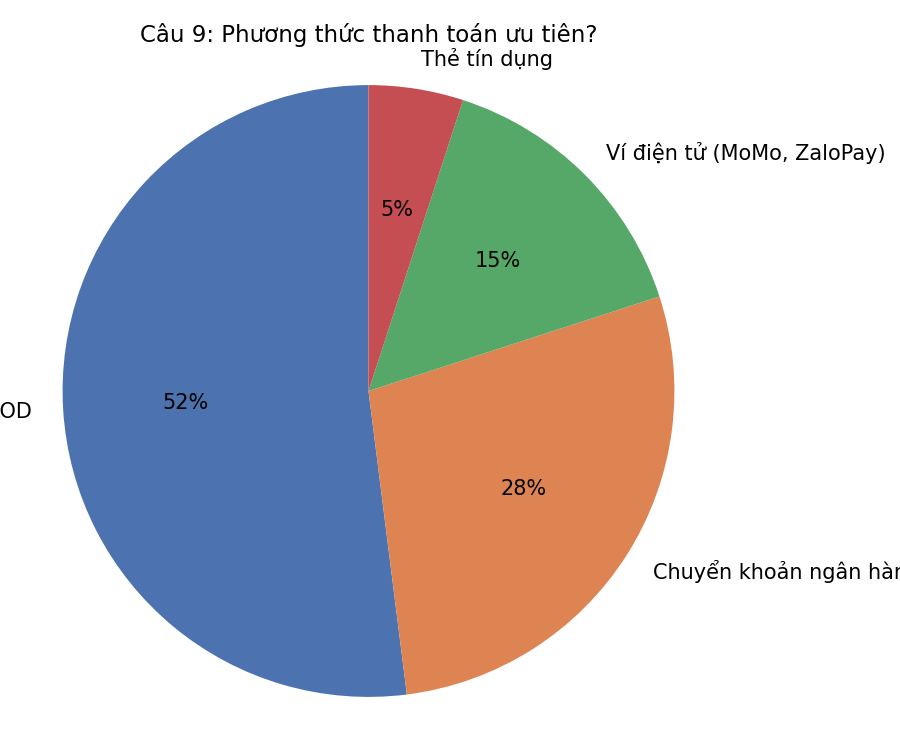 Câu 9: Phương thức thanh toán ưu tiên?
Thẻ tín dụng
Ví điện tử (MoMo, ZaloPay)
5%
15%
52%
OD
28%
Chuyển khoản ngân